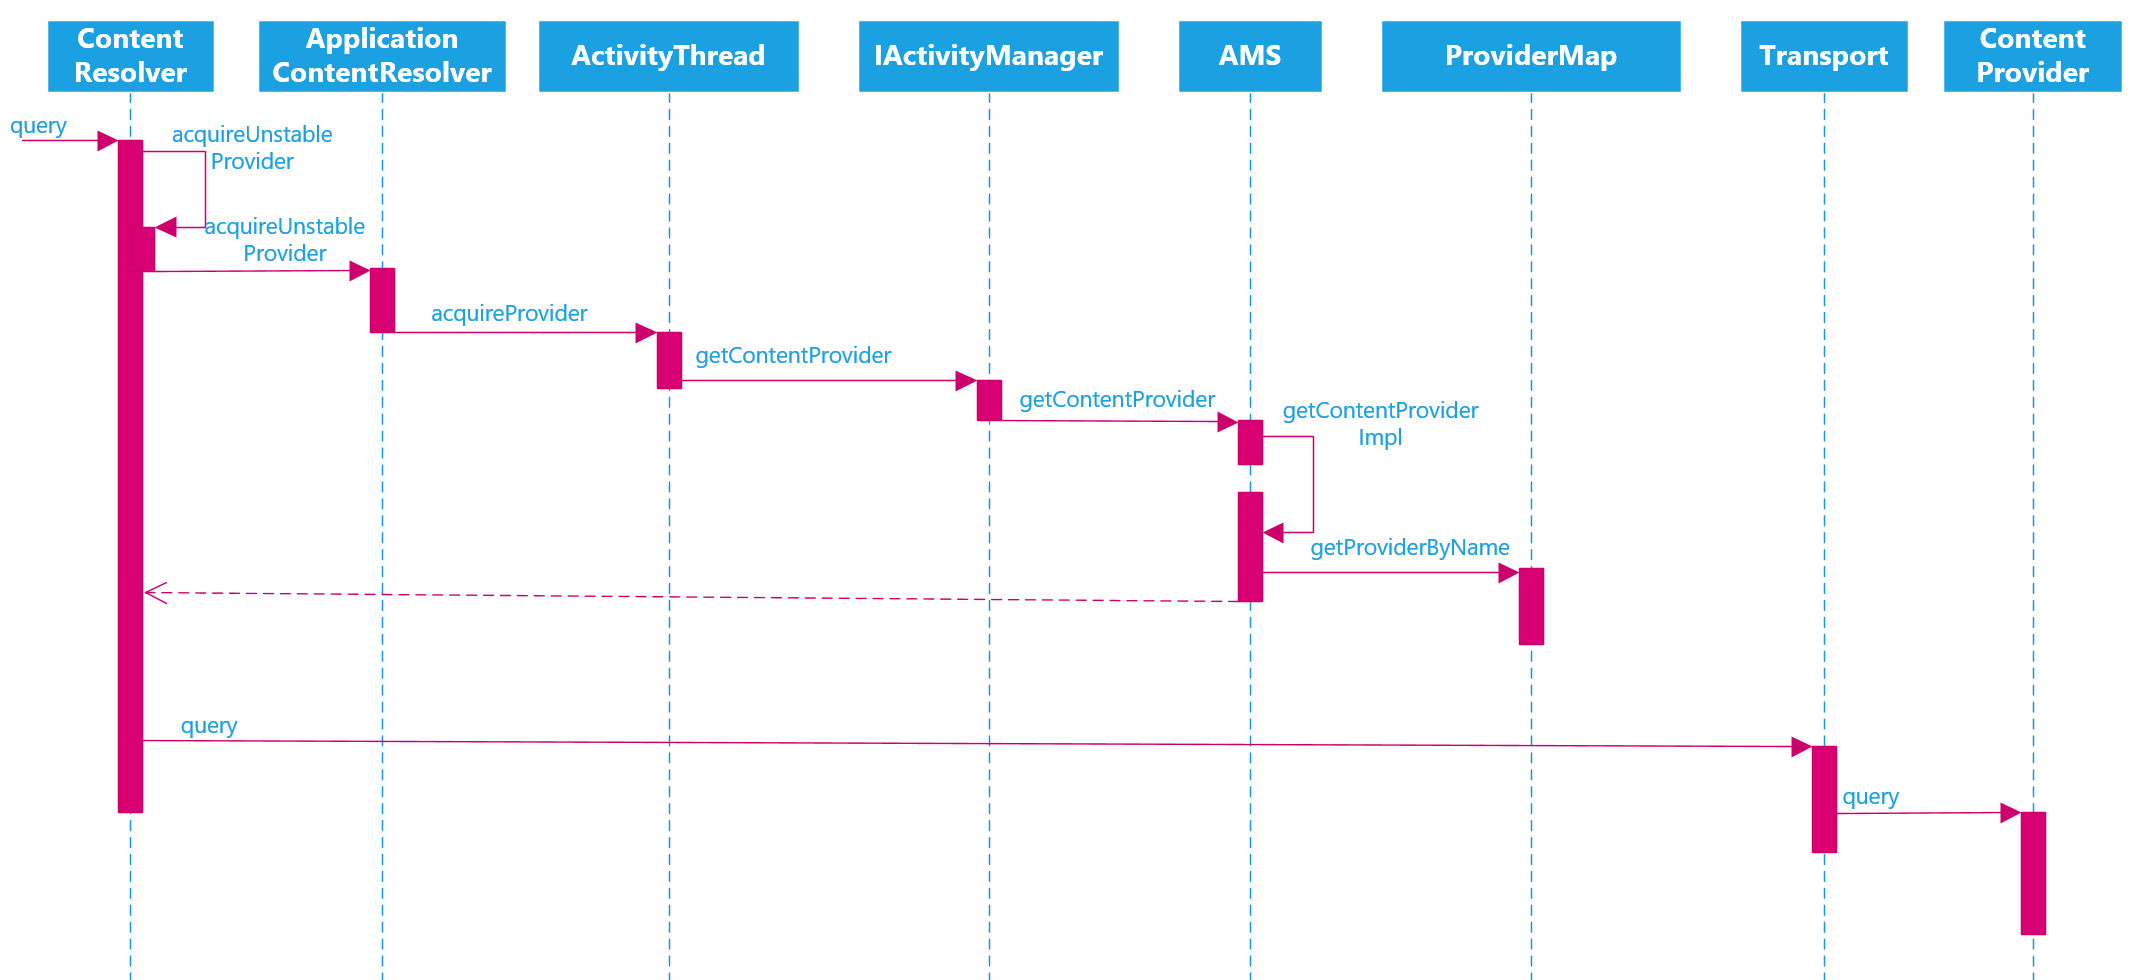 Content
Resolver
Application
ContentResolver
ActivityThread
IActivityManager
AMS
ProviderMap
Transport
Content
Provider
query
acquireUnstable
Provider
acquireUnstable
Provider
acquireProvider
getContentProvider
getContentProvider
getContentProvider
Impl
getProviderByName
query
query